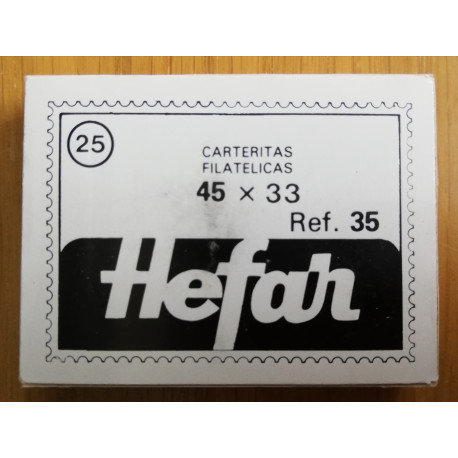 25
CARTERITAS
FILATELICAS
45 x 33
Ref. 35
Hefar